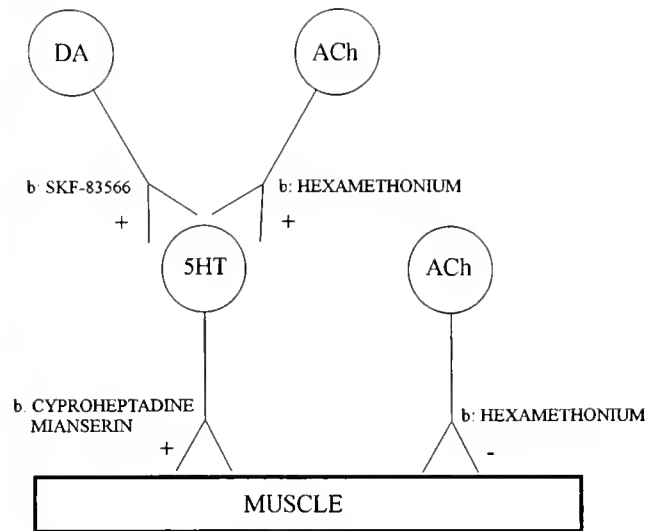 DA
ACh
b: SKF-83566
b: HEXAMETHONIUM
+
+
5HT
ACh
b. CYPROHEPTADINE
MIANSERIN
b: HEXAMETHONIUM
+
-
MUSCLE